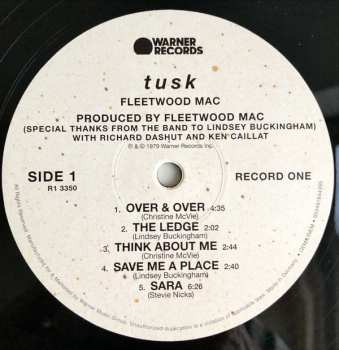 WARNER
RECORDS
tusk
FLEETWOOD MAC
PRODUCED BY FLEETWOOD MAC
(SPECIAL THANKS FROM THE BAND TO LINDSEY BUCKINGHAM)
WITH RICHARD DASHUT AND KEN CAILLAT
℗ & © 1979 Warner Records Inc.
SIDE 1
R1 3350
RECORD ONE
1. OVER & OVER 4:35
(Christine McVie)
2. THE LEDGE 2:02
(Lindsey Buckingham)
3. THINK ABOUT ME 2:44
(Christine McVie)
4. SAVE ME A PLACE 2:40
(Lindsey Buckingham)
5. SARA 6:26
(Stevie Nicks)